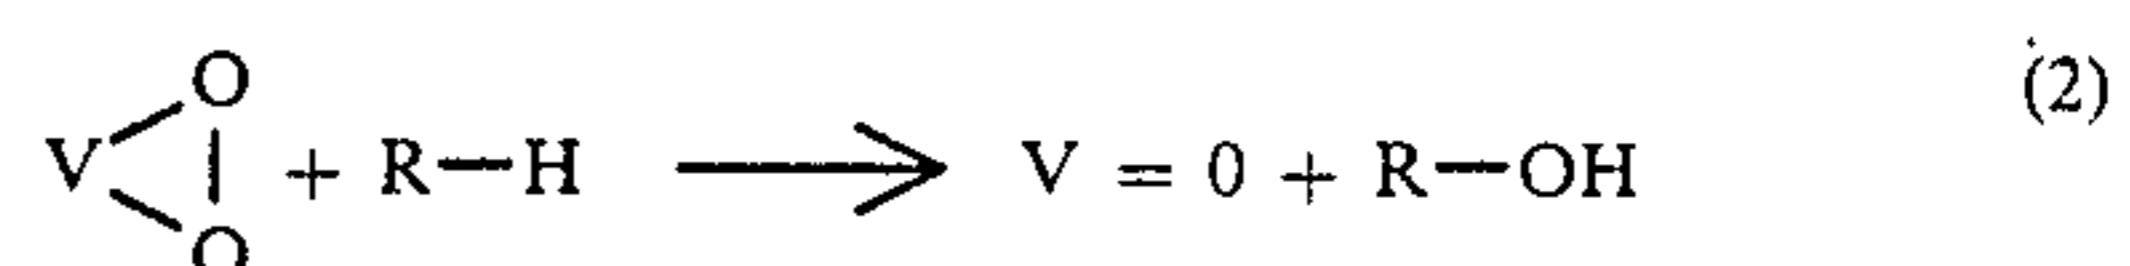 O (2)
V + R—H ⟶ V = 0 + R—OH
O